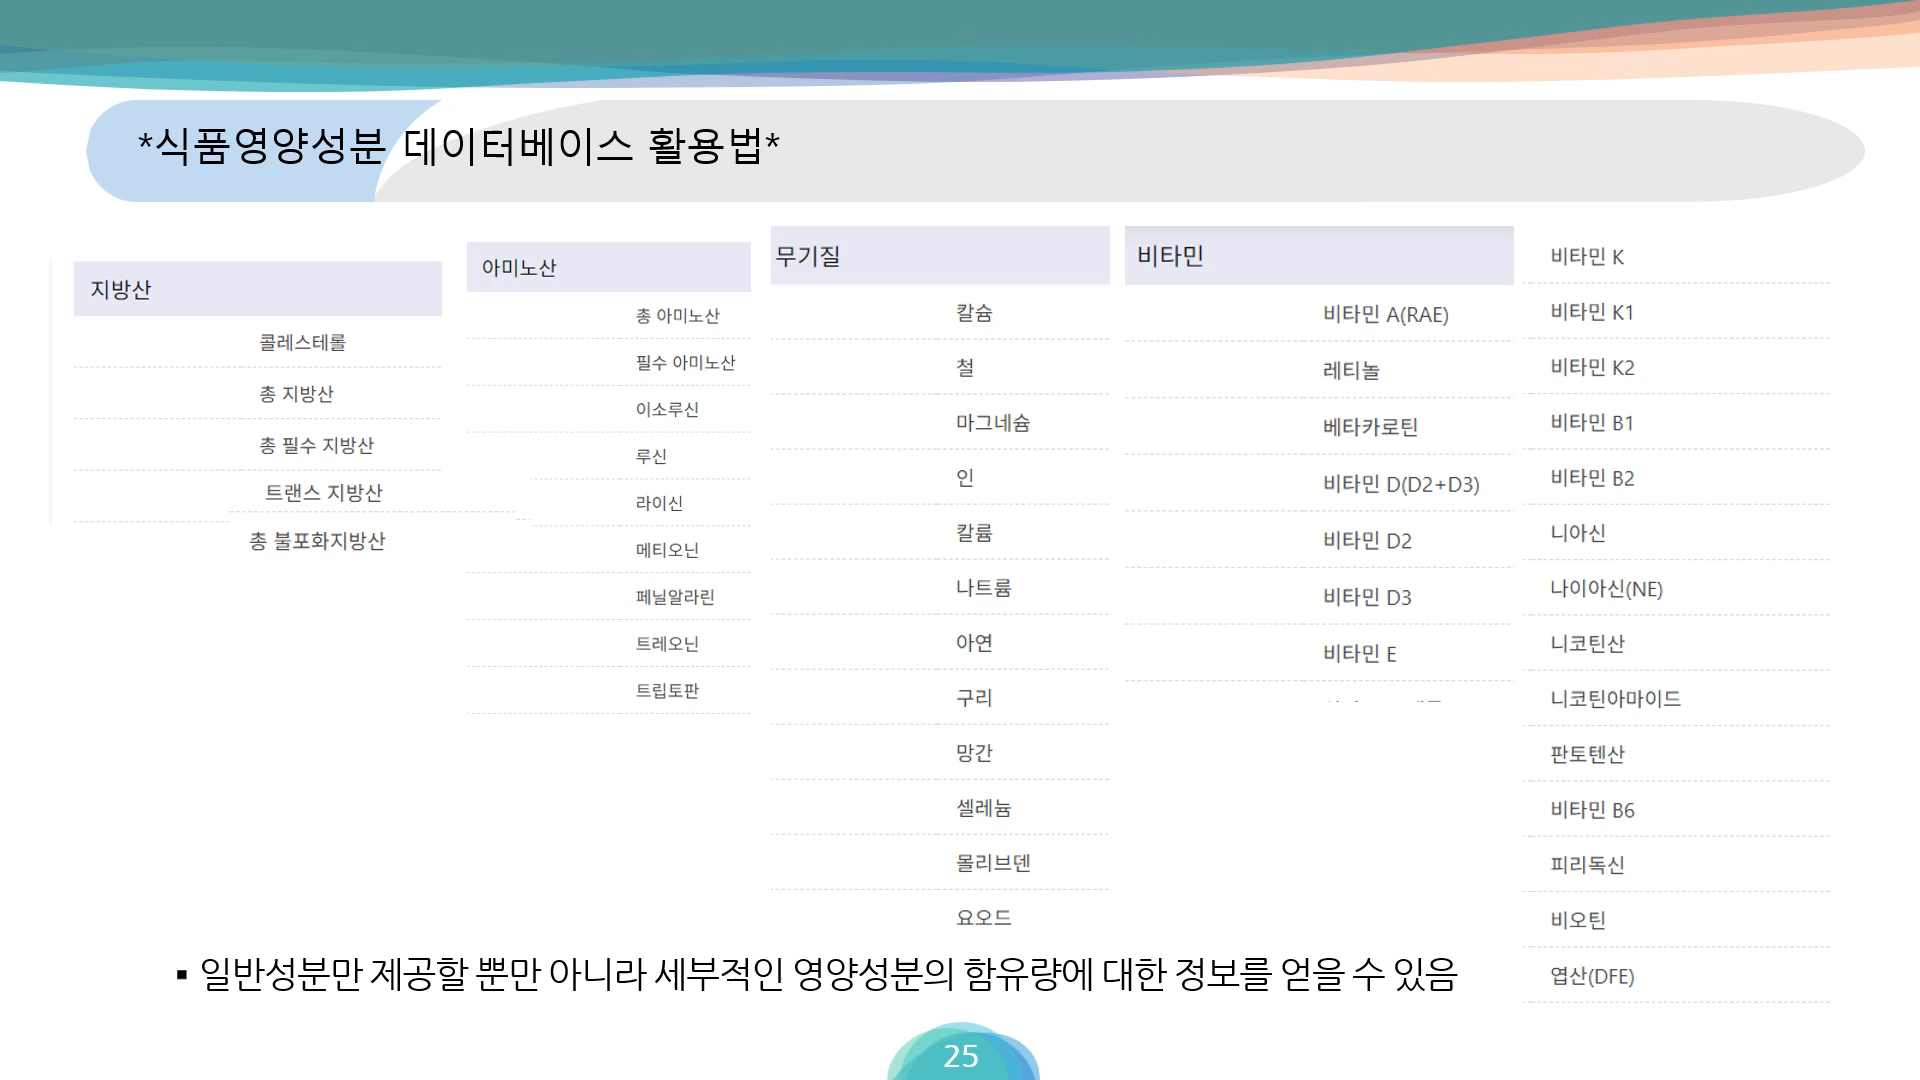 *식품영양성분 데이터베이스 활용법*
지방산
콜레스테롤
총 지방산
총 필수 지방산
트랜스 지방산
총 불포화지방산
아미노산
총 아미노산
필수 아미노산
이소루신
루신
라이신
메티오닌
페닐알라린
트레오닌
트립토판
무기질
칼슘
철
마그네슘
인
칼륨
나트륨
아연
구리
망간
셀레늄
몰리브덴
요오드
비타민
비타민 A(RAE)
레티놀
베타카로틴
비타민 D(D2+D3)
비타민 D2
비타민 D3
비타민 E
비타민 K
비타민 K1
비타민 K2
비타민 B1
비타민 B2
니아신
나이아신(NE)
니코틴산
니코틴아마이드
판토텐산
비타민 B6
피리독신
비오틴
엽산(DFE)
▪ 일반성분만 제공할 뿐만 아니라 세부적인 영양성분의 함유량에 대한 정보를 얻을 수 있음
25